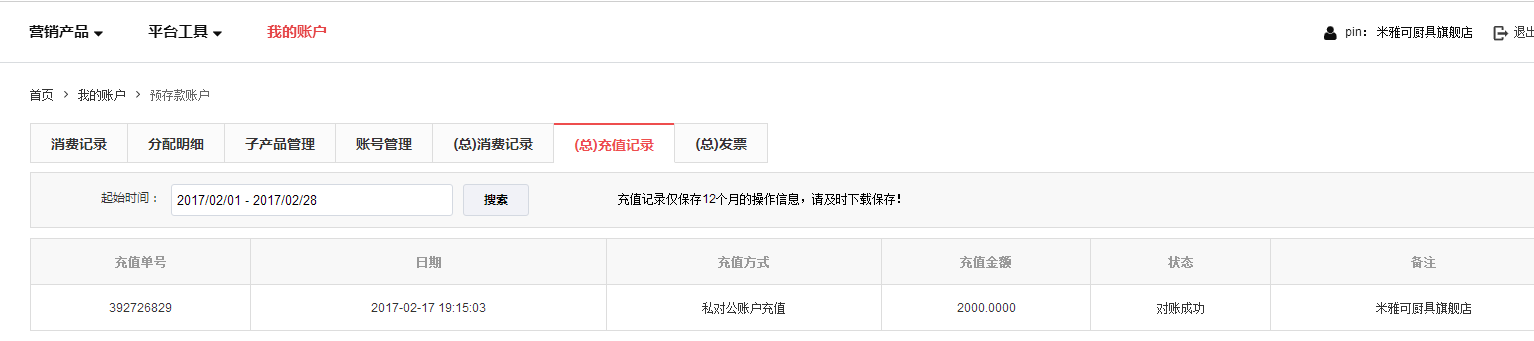 营销产品 平台工具 我的账户 pin： 米雅可厨具旗舰店 退出
首页 > 我的账户 > 预存款账户
消费记录 分配明细 子产品管理 账号管理 (总)消费记录 (总)充值记录 (总)发票
起始时间： 2017/02/01 - 2017/02/28 搜索 充值记录仅保存12个月的操作信息，请及时下载保存！
充值单号 日期 充值方式 充值金额 状态 备注
392726829 2017-02-17 19:15:03 私对公账户充值 2000.0000 对账成功 米雅可厨具旗舰店